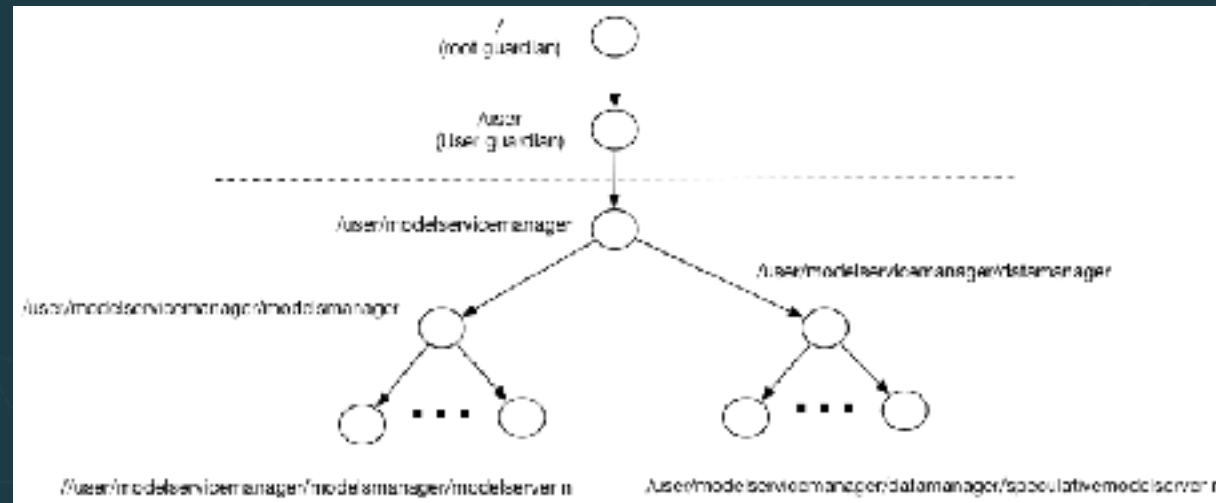 /
(root guardian)
/user
(User guardian)
/user/modelservicemanager
/user/modelservicemanager/datamanager
/user/modelservicemanager/modelsmanager
//user/modelservicemanager/modelsmanager/modelserver n
/user/modelservicemanager/datamanager/speculativemodelserver n